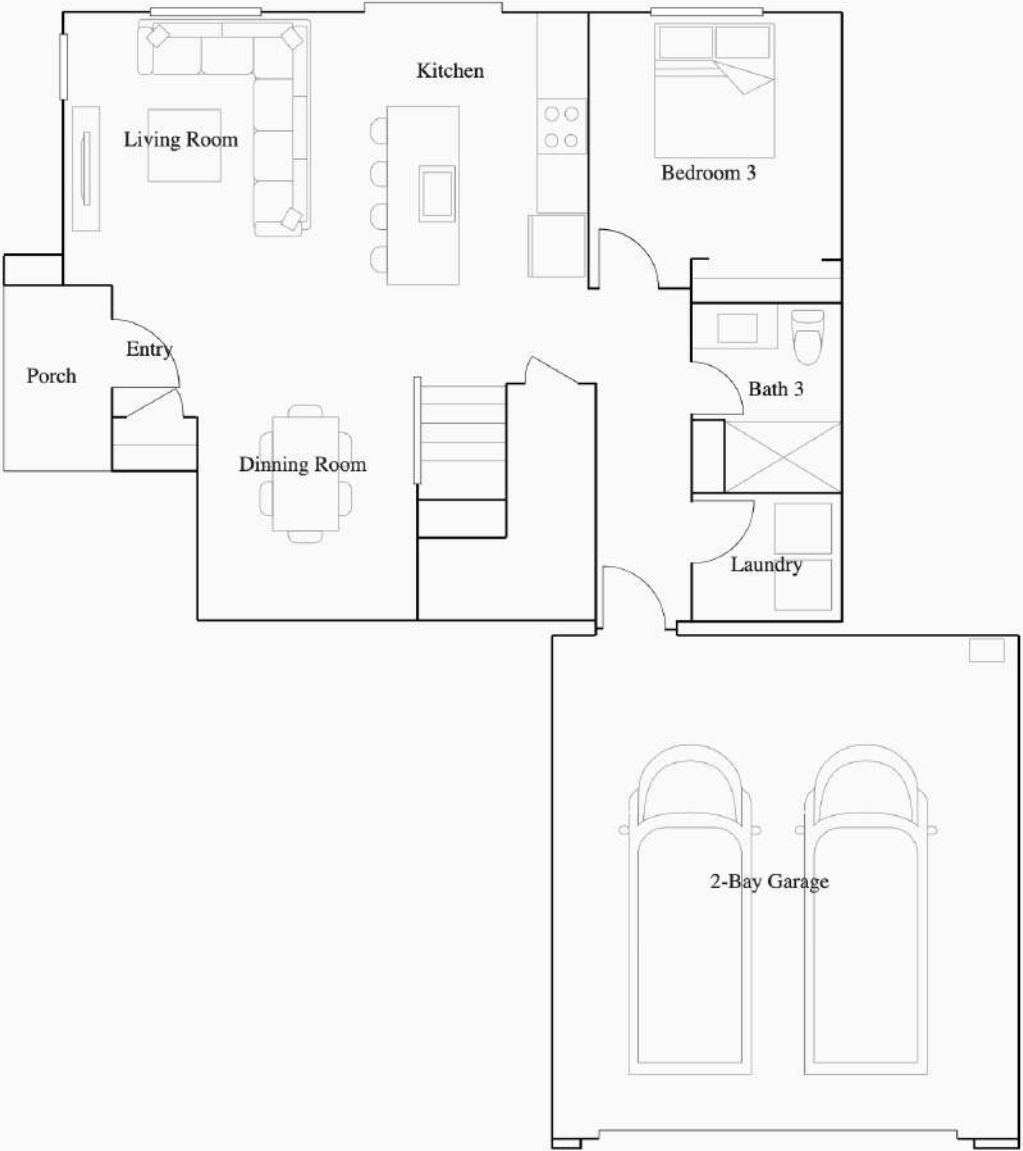 Kitchen
Living Room
Bedroom 3
Entry
Porch
Bath 3
Dinning Room
Laundry
2-Bay Garage